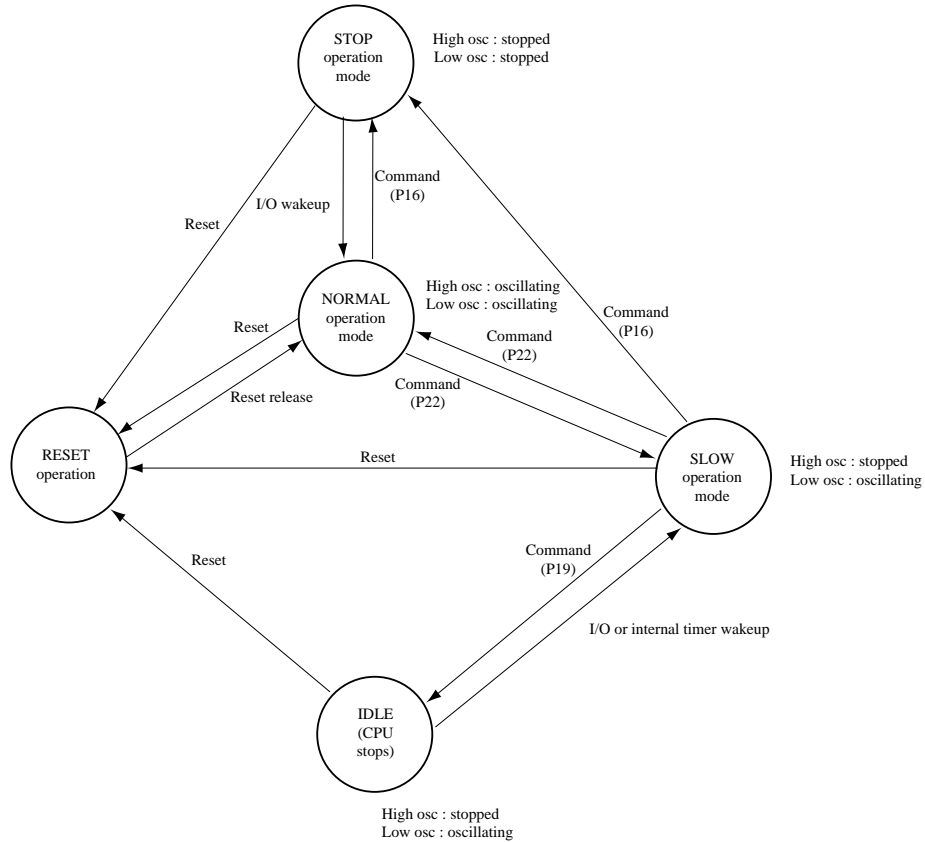 STOP
operation
mode
High osc : stopped
Low osc : stopped
Command
(P16)
I/O wakeup
Reset
NORMAL
operation
mode
High osc : oscillating
Low osc : oscillating
Command
(P16)
Reset
Command
(P22)
Command
(P22)
Reset release
RESET
operation
Reset
SLOW
operation
mode
High osc : stopped
Low osc : oscillating
Reset
Command
(P19)
I/O or internal timer wakeup
IDLE
(CPU
stops)
High osc : stopped
Low osc : oscillating